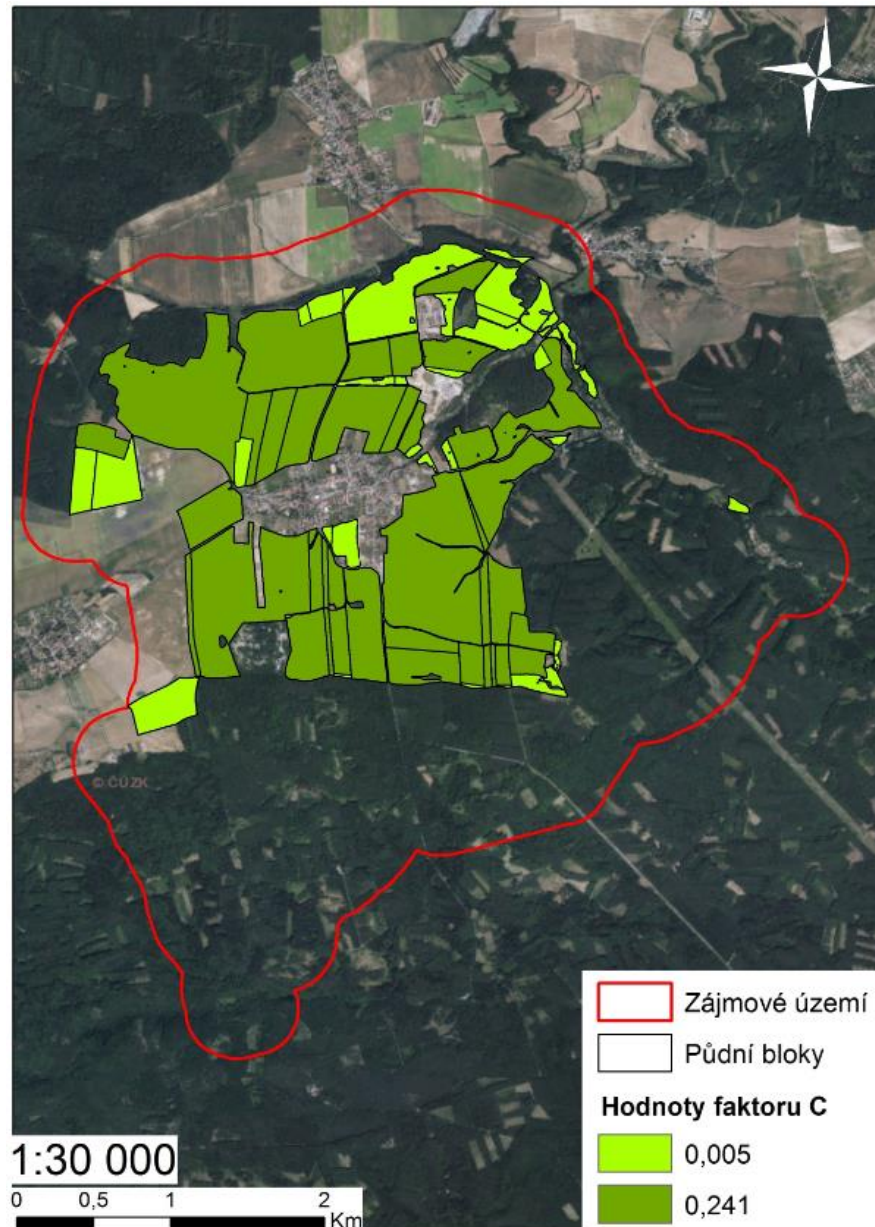 © ČÚZK
Zájmové území
Půdní bloky
Hodnoty faktoru C
0,005
0,241
1:30 000
0 0,5 1 2
Km